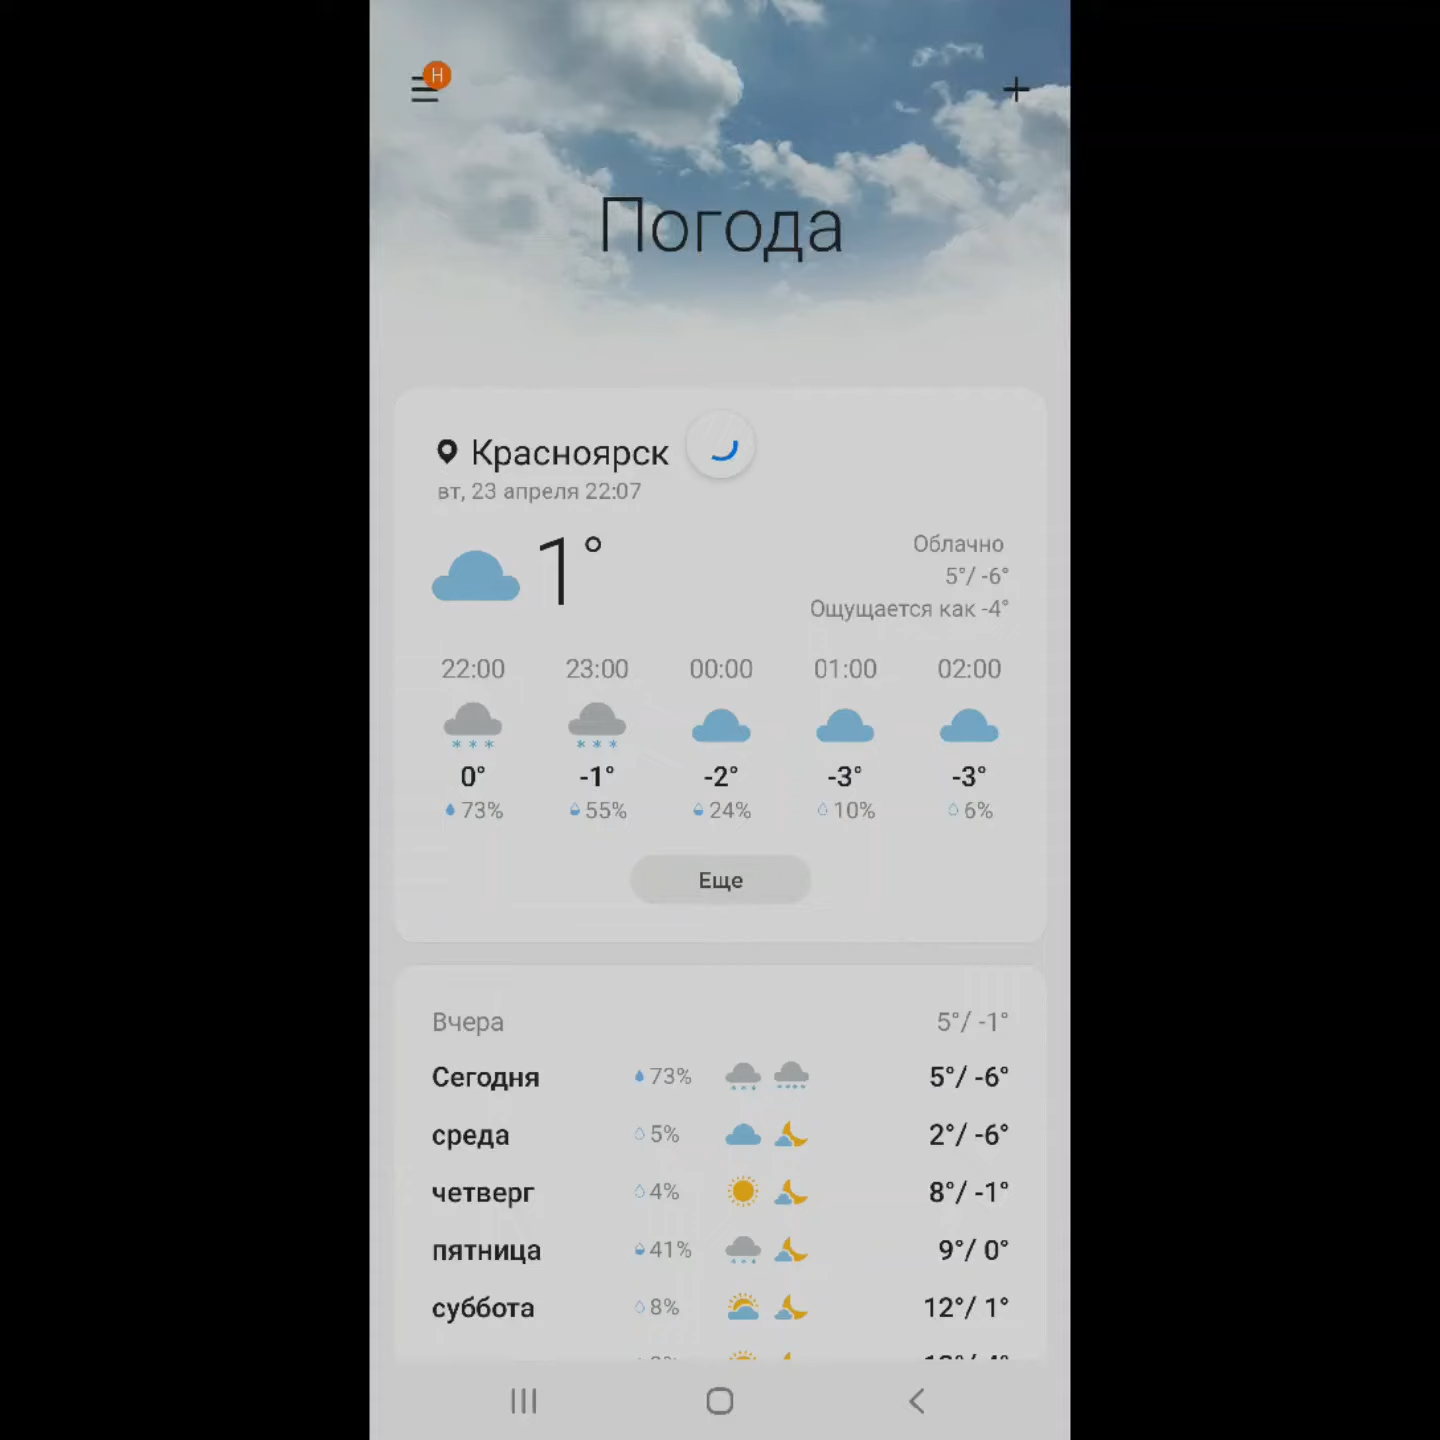 Н
Погода
Красноярск
вт, 23 апреля 22:07
1°
Облачно
5°/ -6°
Ощущается как -4°
22:00 23:00 00:00 01:00 02:00
0° -1° -2° -3° -3°
73% 55% 24% 10% 6%
Еще
Вчера 5°/ -1°
Сегодня 73% 5°/ -6°
среда 5% 2°/ -6°
четверг 4% 8°/ -1°
пятница 41% 9°/ 0°
суббота 8% 12°/ 1°